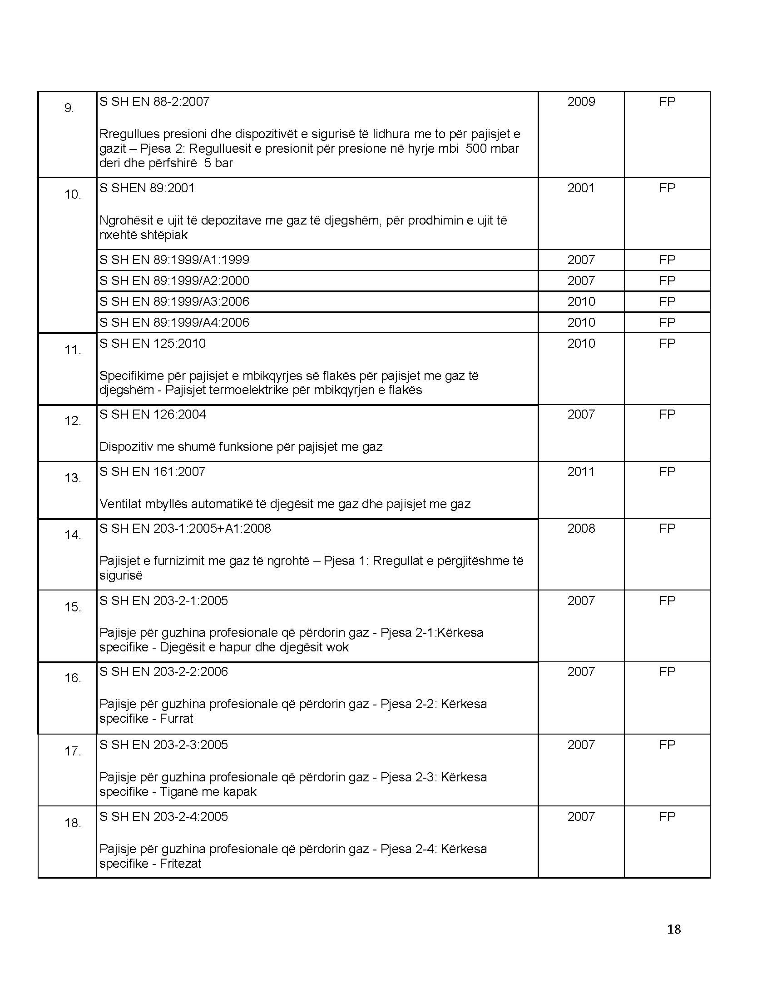 9. S SH EN 88-2:2007 2009 FP
Rregullues presioni dhe dispozitivët e sigurisë të lidhura me to për pajisjet e
gazit – Pjesa 2: Regulluesit e presionit për presione në hyrje mbi  500 mbar
deri dhe përfshirë  5 bar
10. S SHEN 89:2001 2001 FP
Ngrohësit e ujit të depozitave me gaz të djegshëm, për prodhimin e ujit të
nxehtë shtëpiak
S SH EN 89:1999/A1:1999 2007 FP
S SH EN 89:1999/A2:2000 2007 FP
S SH EN 89:1999/A3:2006 2010 FP
S SH EN 89:1999/A4:2006 2010 FP
11. S SH EN 125:2010 2010 FP
Specifikime për pajisjet e mbikqyrjes së flakës për pajisjet me gaz të
djegshëm - Pajisjet termoelektrike për mbikqyrjen e flakës
12. S SH EN 126:2004 2007 FP
Dispozitiv me shumë funksione për pajisjet me gaz
13. S SH EN 161:2007 2011 FP
Ventilat mbyllës automatikë të djegësit me gaz dhe pajisjet me gaz
14. S SH EN 203-1:2005+A1:2008 2008 FP
Pajisjet e furnizimit me gaz të ngrohtë – Pjesa 1: Rregullat e përgjitëshme të
sigurisë
15. S SH EN 203-2-1:2005 2007 FP
Pajisje për guzhina profesionale që përdorin gaz - Pjesa 2-1:Kërkesa
specifike - Djegësit e hapur dhe djegësit wok
16. S SH EN 203-2-2:2006 2007 FP
Pajisje për guzhina profesionale që përdorin gaz - Pjesa 2-2: Kërkesa
specifike - Furrat
17. S SH EN 203-2-3:2005 2007 FP
Pajisje për guzhina profesionale që përdorin gaz - Pjesa 2-3: Kërkesa
specifike - Tiganë me kapak
18. S SH EN 203-2-4:2005 2007 FP
Pajisje për guzhina profesionale që përdorin gaz - Pjesa 2-4: Kërkesa
specifike - Fritezat
18